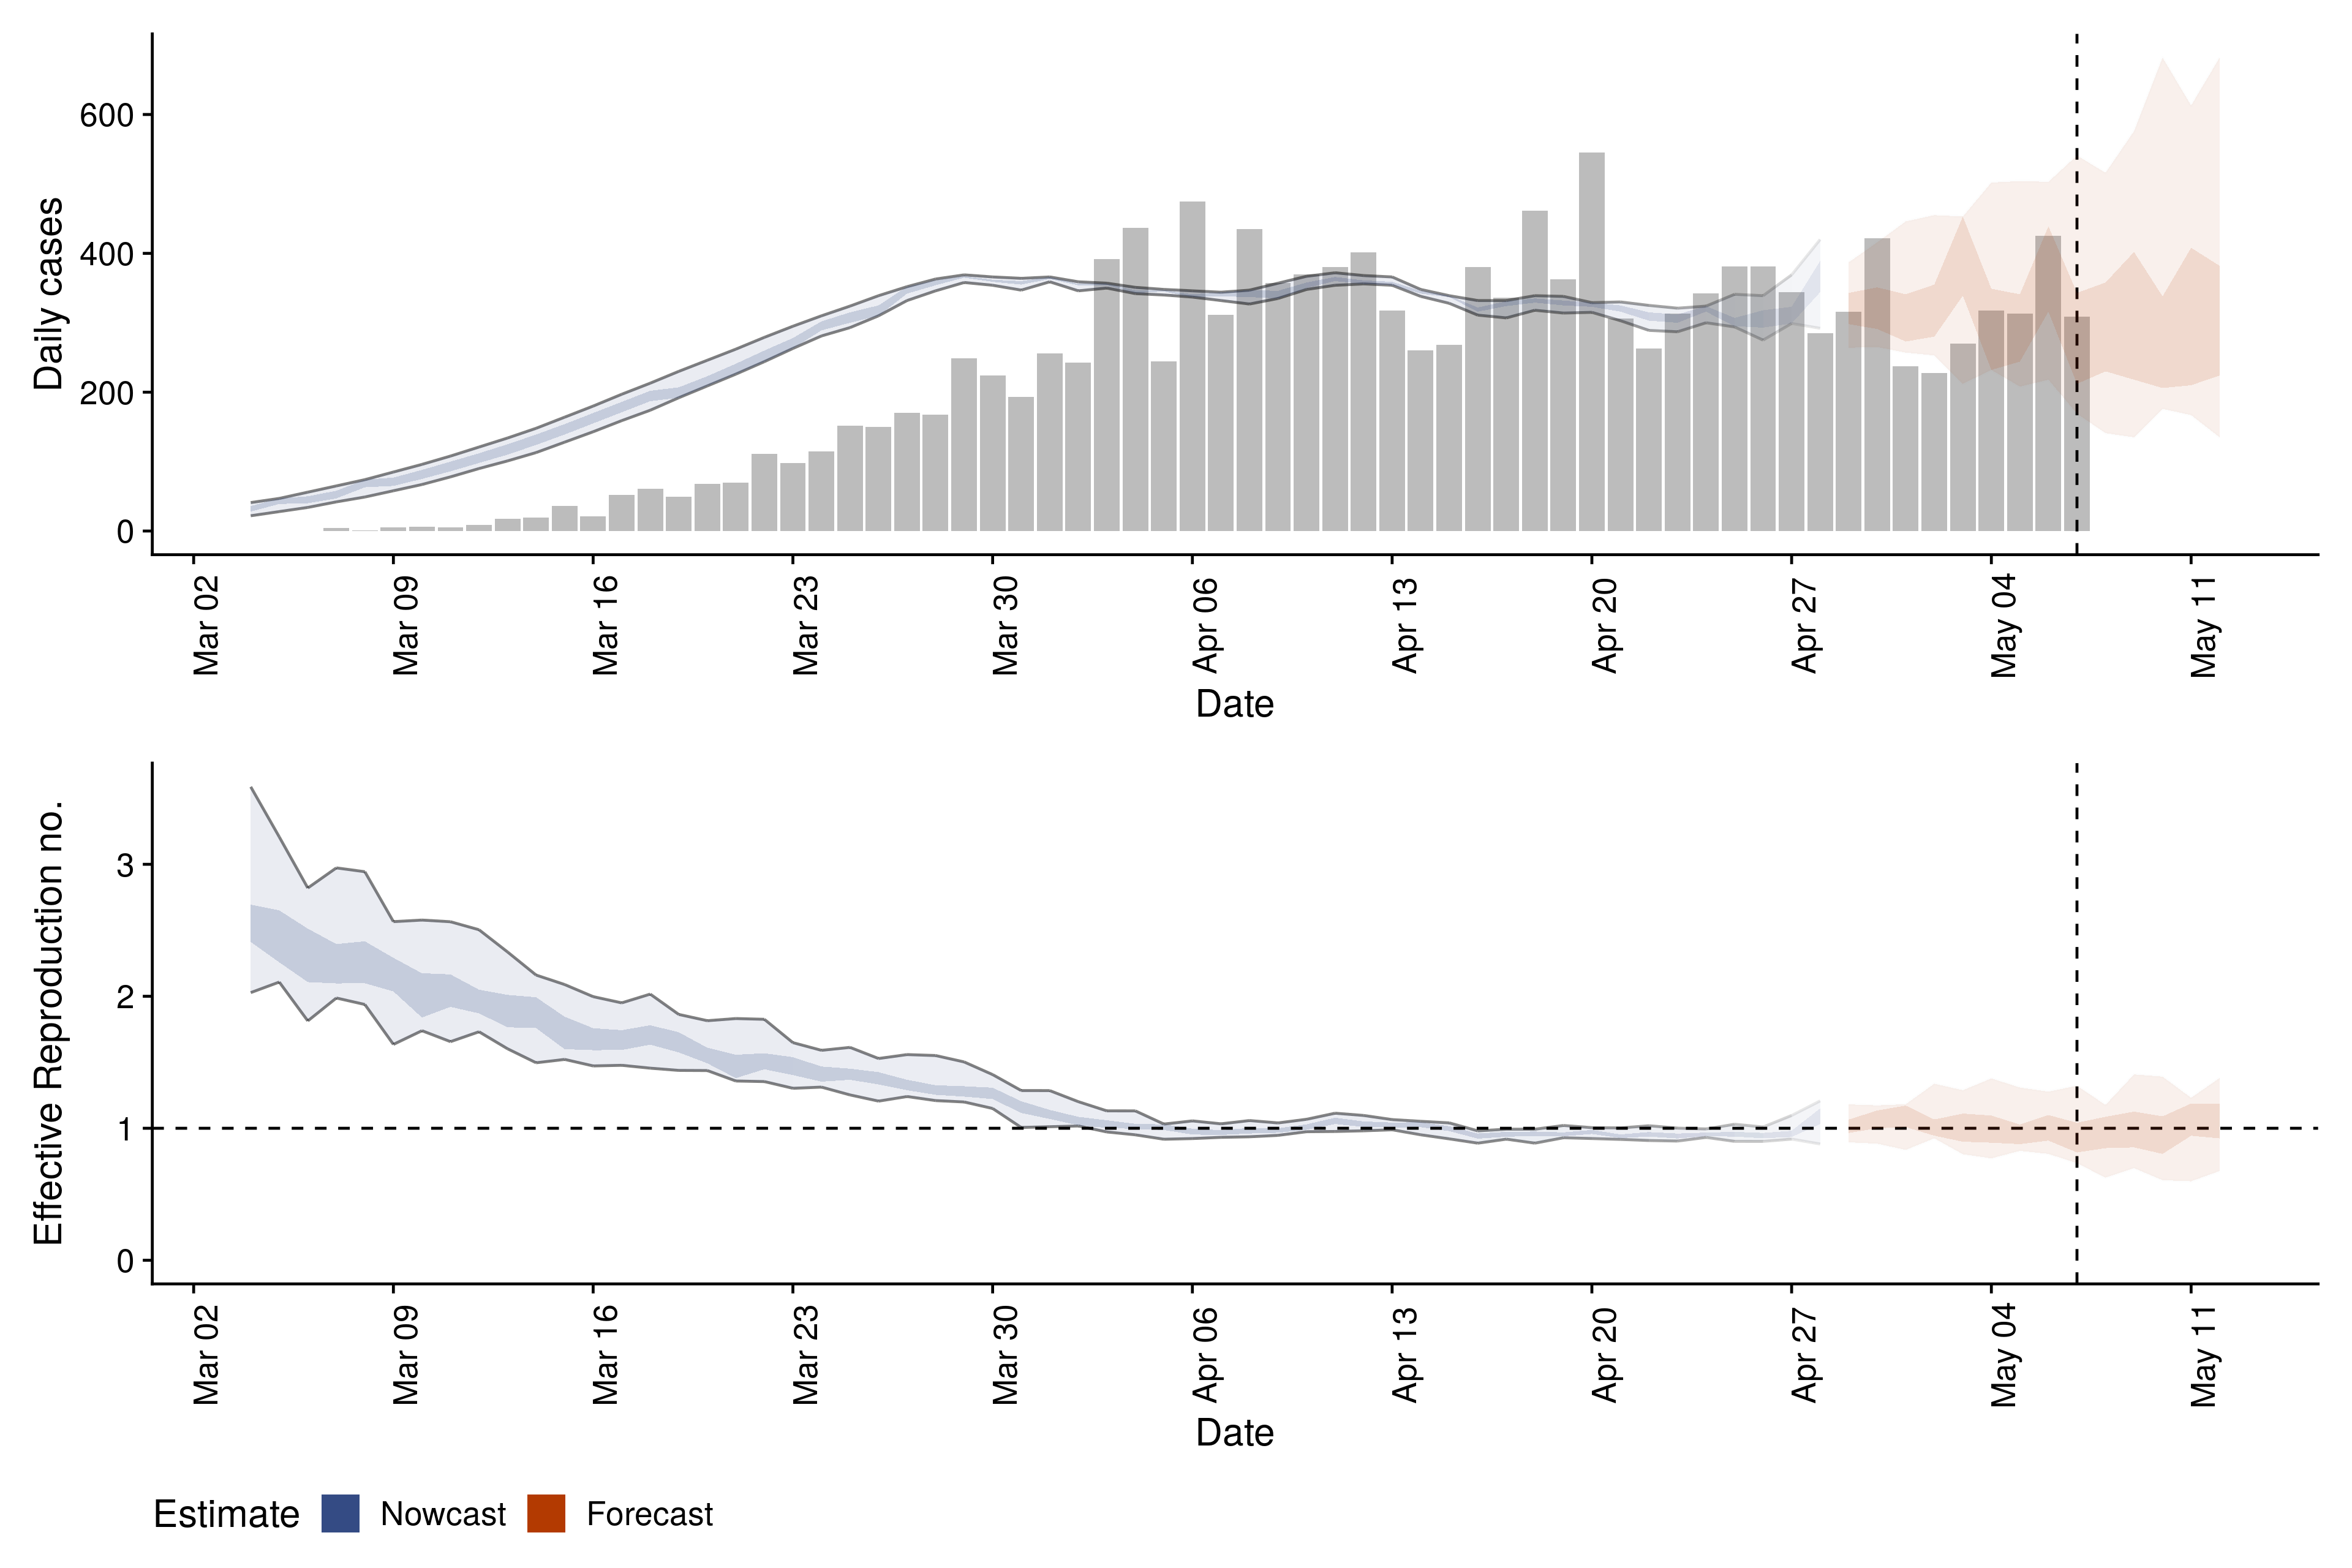 Daily cases
600
400
200
0
Mar 02
Mar 09
Mar 16
Mar 23
Mar 30
Apr 06
Apr 13
Apr 20
Apr 27
May 04
May 11
Date
Effective Reproduction no.
3
2
1
0
Mar 02
Mar 09
Mar 16
Mar 23
Mar 30
Apr 06
Apr 13
Apr 20
Apr 27
May 04
May 11
Date
Estimate Nowcast Forecast